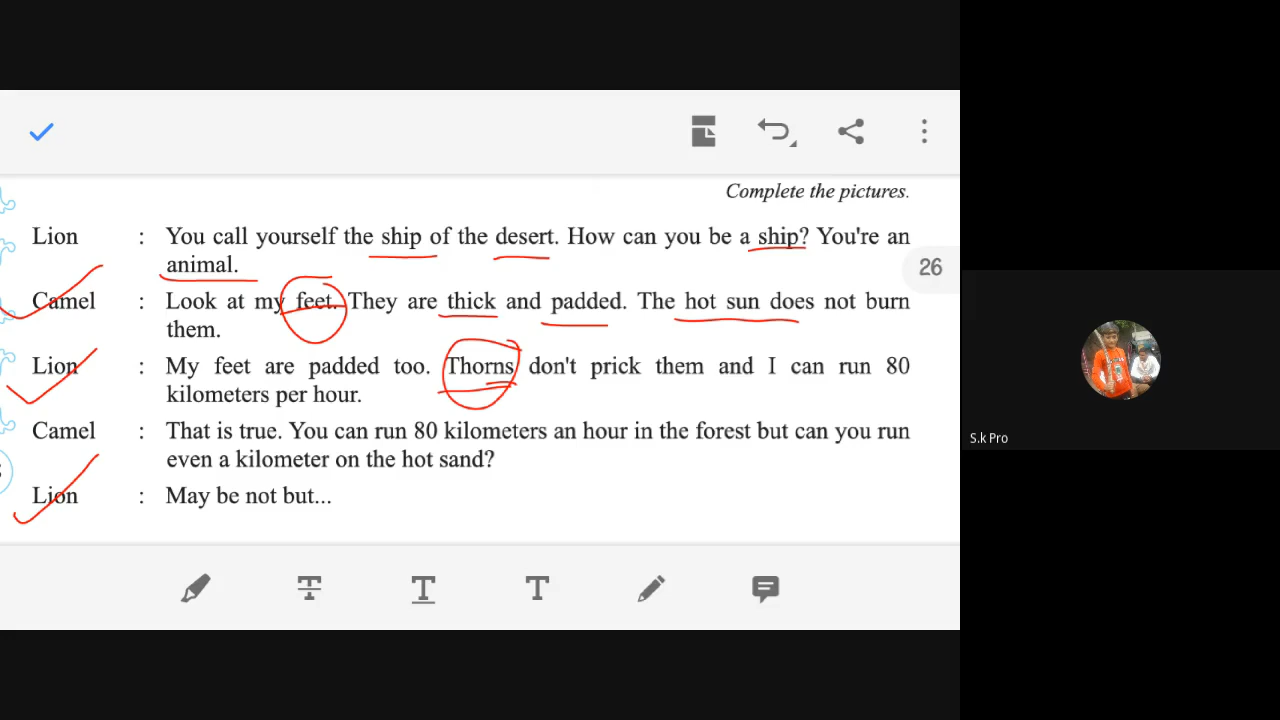 Complete the pictures.
Lion : You call yourself the ship of the desert. How can you be a ship? You're an
animal.
26
Camel : Look at my feet. They are thick and padded. The hot sun does not burn
them.
Lion : My feet are padded too. Thorns don't prick them and I can run 80
kilometers per hour.
S.k Pro
Camel : That is true. You can run 80 kilometers an hour in the forest but can you run
even a kilometer on the hot sand?
Lion : May be not but...